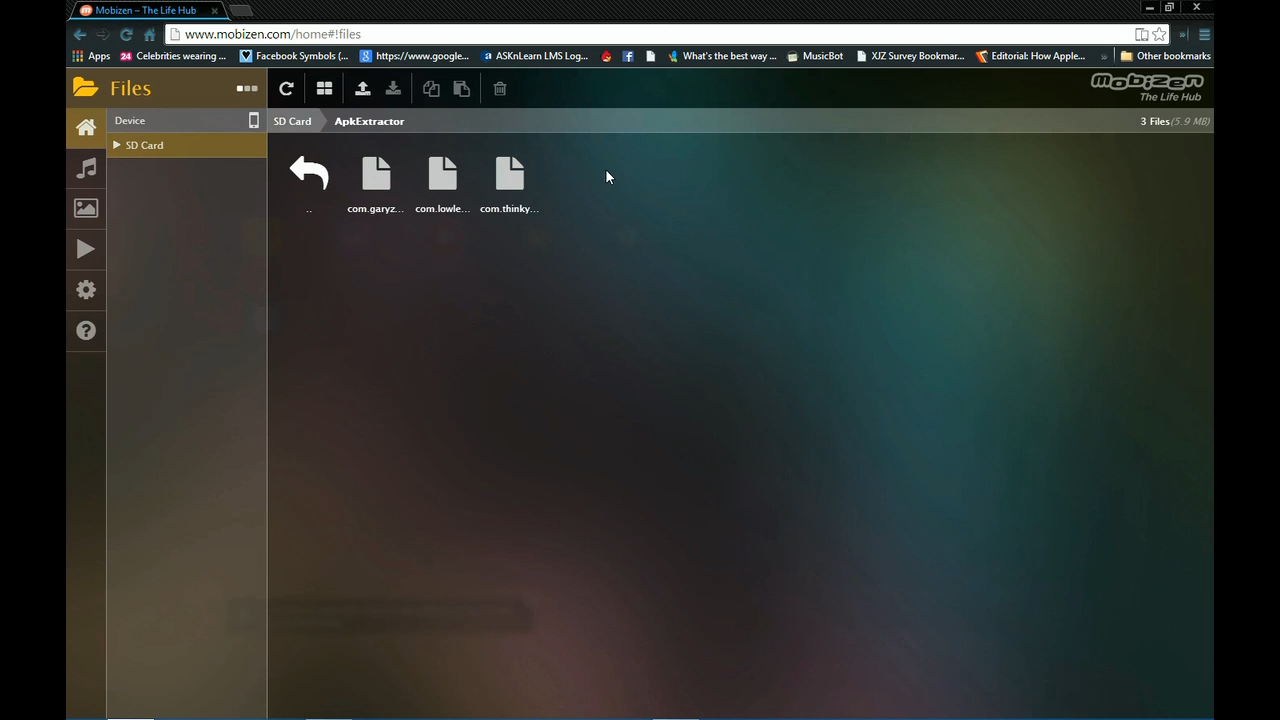 Mobizen – The Life Hub
www.mobizen.com/home#!files
Apps
24 Celebrities wearing ...
Facebook Symbols (...
https://www.google...
ASKnLearn LMS Log...
What's the best way ...
MusicBot
XJZ Survey Bookmar...
Editorial: How Apple...
»
Other bookmarks
Files
mobizen
The Life Hub
Device
SD Card
ApkExtractor
3 Files(5.9 MB)
SD Card
..
com.garyz...
com.lowle...
com.thinky...